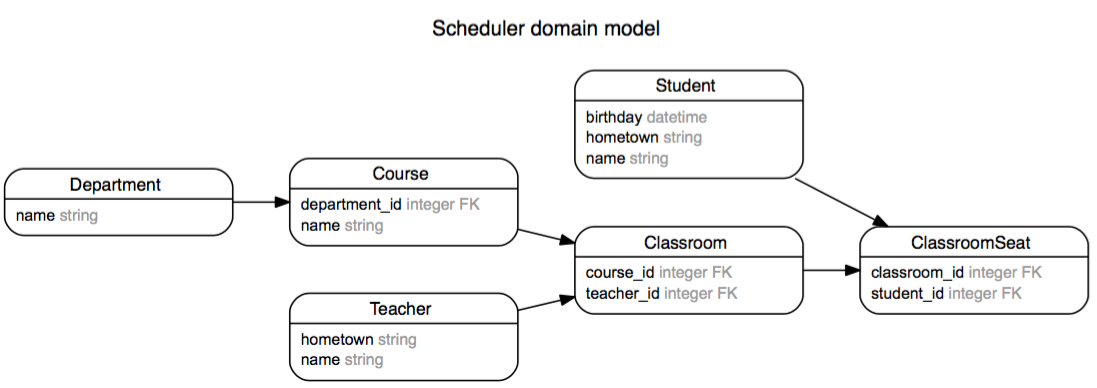 Scheduler domain model
Student
birthday datetime
hometown string
name string
Department
name string
Course
department_id integer FK
name string
Classroom
course_id integer FK
teacher_id integer FK
ClassroomSeat
classroom_id integer FK
student_id integer FK
Teacher
hometown string
name string